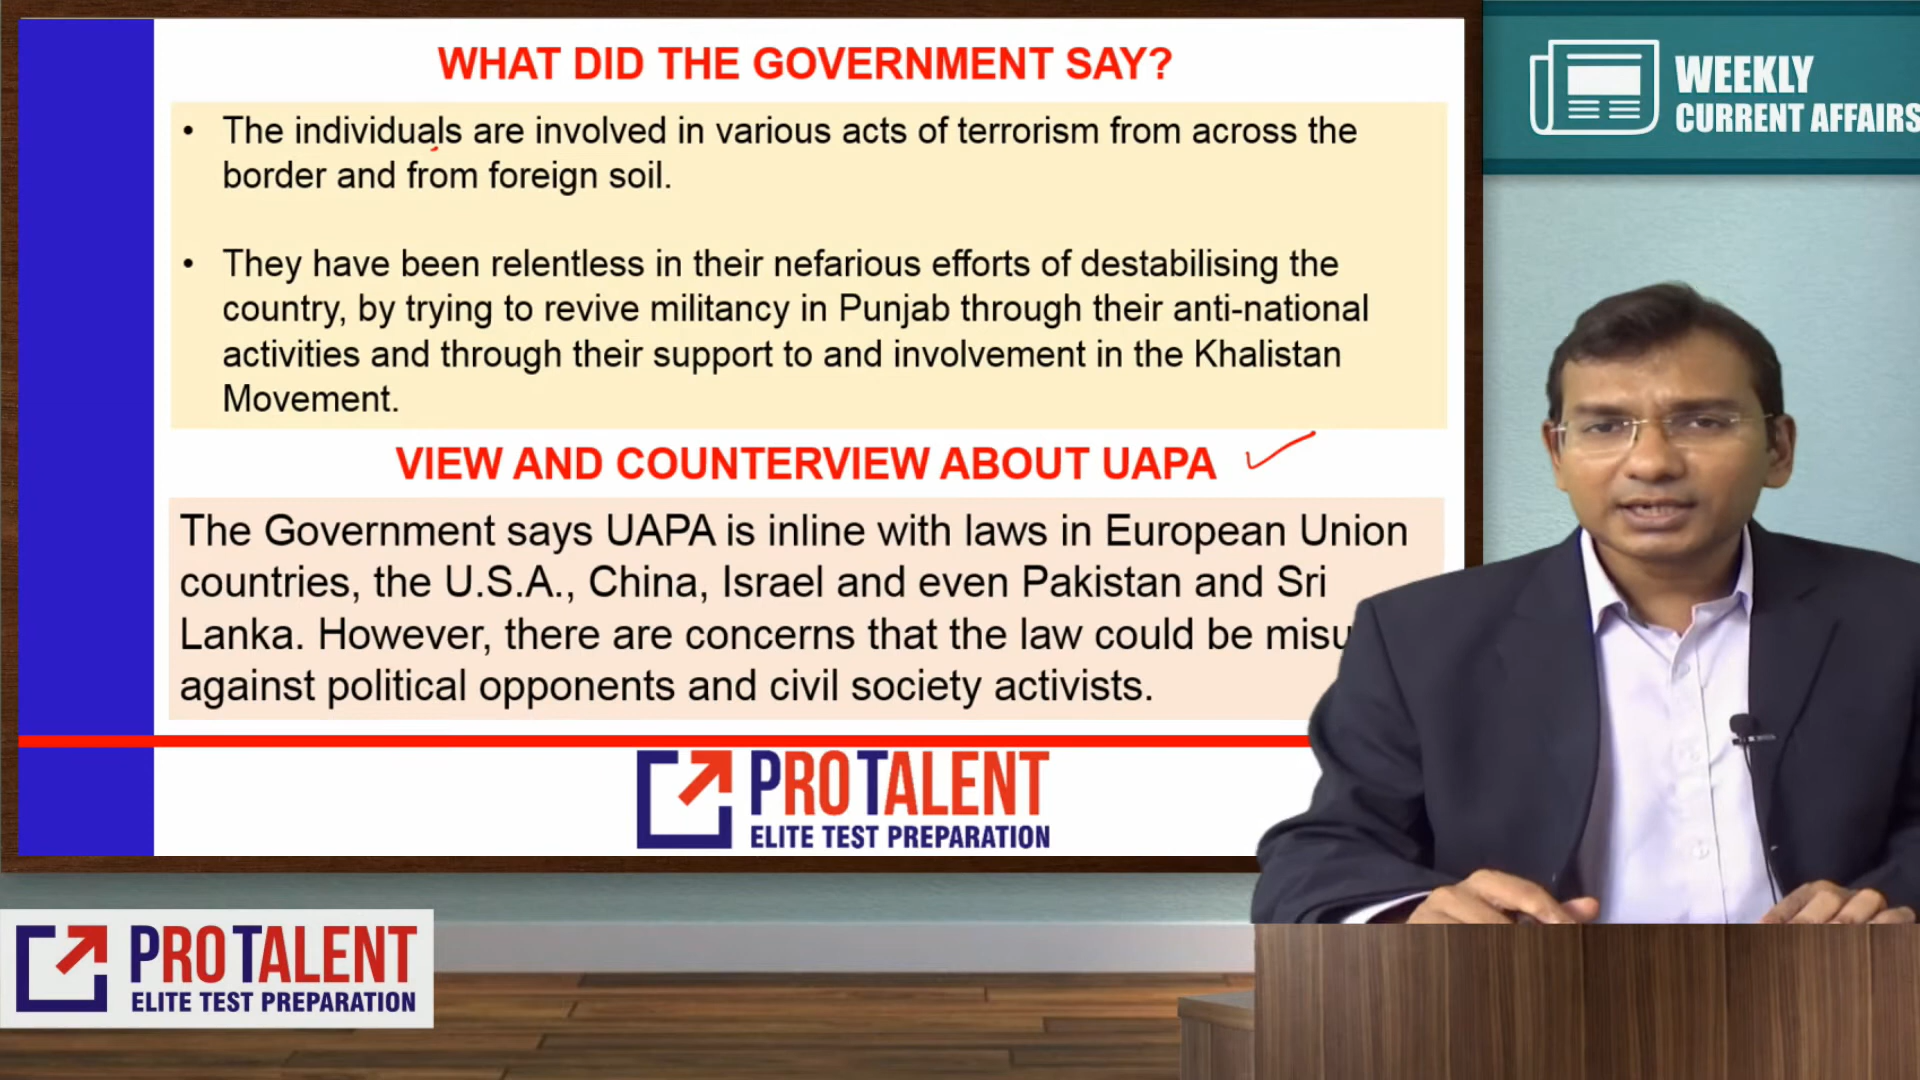 WHAT DID THE GOVERNMENT SAY?
• The individuals are involved in various acts of terrorism from across the
border and from foreign soil.
• They have been relentless in their nefarious efforts of destabilising the
country, by trying to revive militancy in Punjab through their anti-national
activities and through their support to and involvement in the Khalistan
Movement.
VIEW AND COUNTERVIEW ABOUT UAPA
The Government says UAPA is inline with laws in European Union
countries, the U.S.A., China, Israel and even Pakistan and Sri
Lanka. However, there are concerns that the law could be
against political opponents and civil society activists.
PROTALENT
ELITE TEST PREPARATION
WEEKLY
CURRENT AFFAIRS
PROTALENT
ELITE TEST PREPARATION